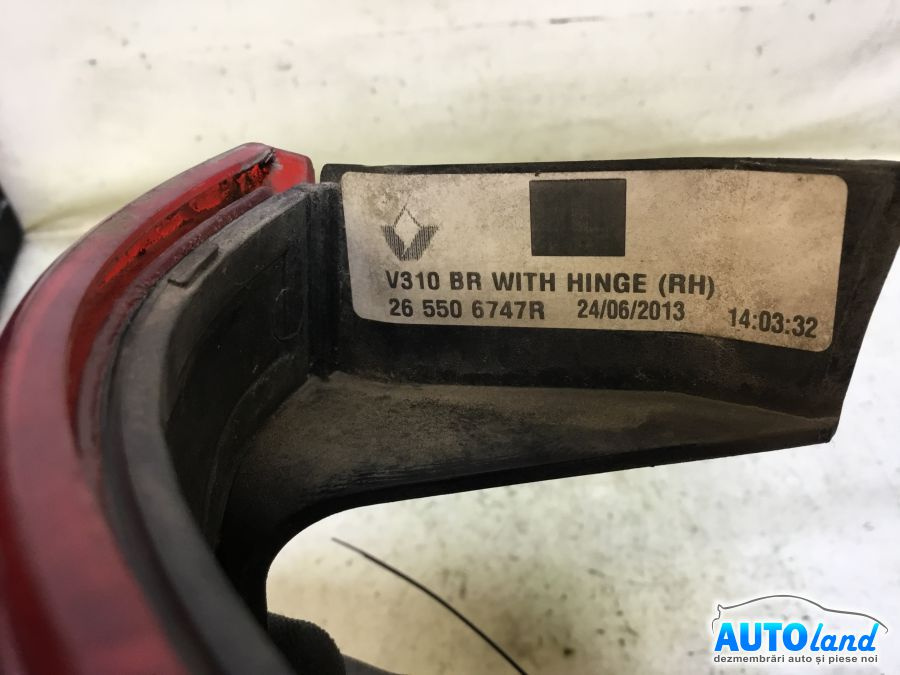 V310 BR WITH HINGE (RH)
26 550 6747R 24/06/2013 14:03:32
AUTOland
dezmembrări auto și piese noi